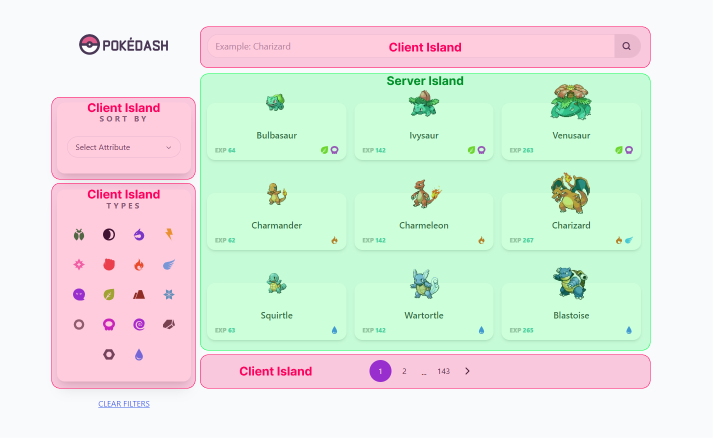 POKÉDASH
Example: Charizard
Client Island
Client Island
SORT BY
Select Attribute
Client Island
TYPES
CLEAR FILTERS
Server Island
Bulbasaur
EXP 64
Ivysaur
EXP 142
Venusaur
EXP 263
Charmander
EXP 62
Charmeleon
EXP 142
Charizard
EXP 267
Squirtle
EXP 63
Wartortle
EXP 142
Blastoise
EXP 265
Client Island
1 2 ... 143